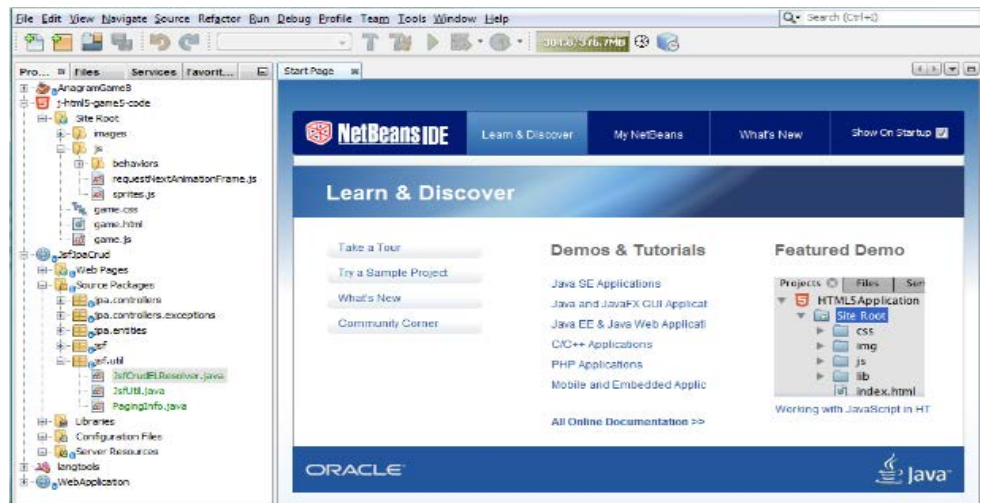 File Edit View Navigate Source Refactor Run Debug Profile Team Tools Window Help
Search (Ctrl+I)
Pro... Files Services Favorit...
Start Page
AnagramGameB
j-html5-game5-code
Site Root
images
js
behaviors
requestNextAnimationFrame.js
sprites.js
game.css
game.html
game.js
JsfJpaCrud
Web Pages
Source Packages
jpa.controllers
jpa.controllers.exceptions
jpa.entities
jsf
jsf.util
JsfCrudELResolver.java
JsfUtil.java
PagingInfo.java
Libraries
Configuration Files
Server Resources
langtools
WebApplication
NetBeans IDE
Learn & Discover
My NetBeans
What's New
Show On Startup
Learn & Discover
Take a Tour
Try a Sample Project
What's New
Community Corner
Demos & Tutorials
Java SE Applications
Java and JavaFX GUI Applicat
Java EE & Java Web Applicati
C/C++ Applications
PHP Applications
Mobile and Embedded Applic
All Online Documentation >>
Featured Demo
Projects Files Ser
HTML5Application
Site Root
css
img
js
lib
index.html
Working with JavaScript in HT
ORACLE
Java